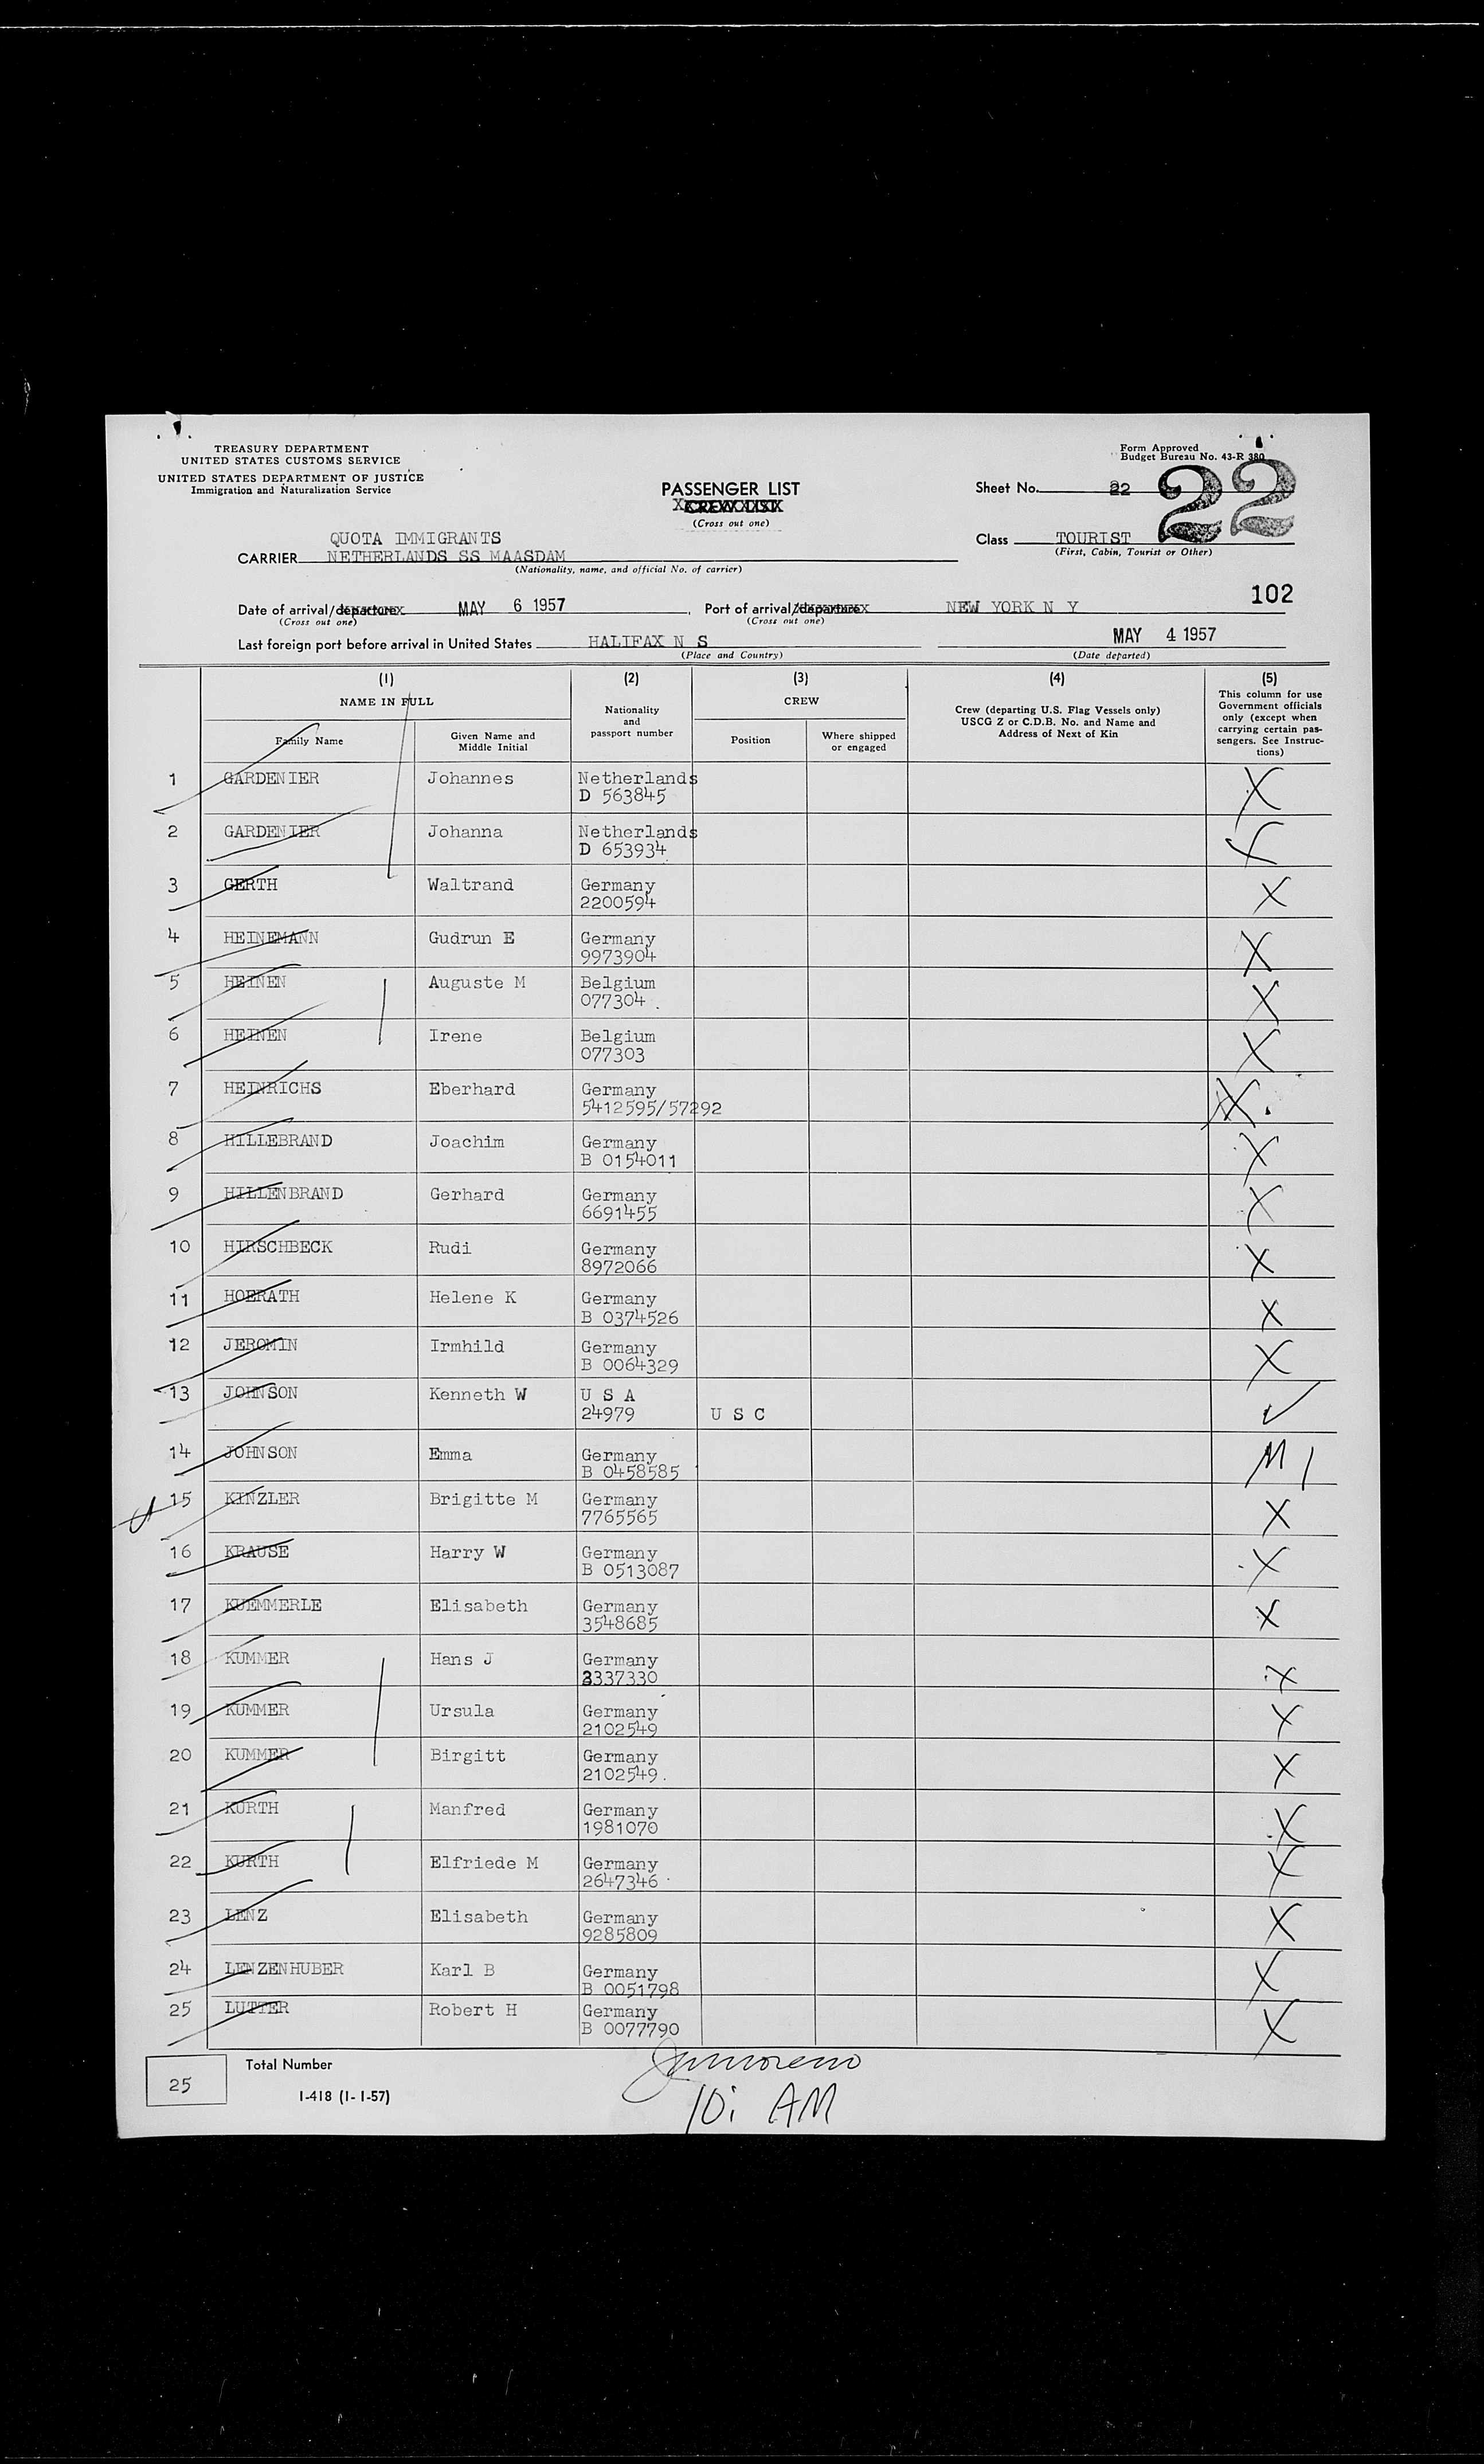 TREASURY DEPARTMENT
UNITED STATES CUSTOMS SERVICE
UNITED STATES DEPARTMENT OF JUSTICE
Immigration and Naturalization Service
Form Approved
Budget Bureau No. 43-R 380
PASSENGER LIST
CREW LIST
(Cross out one)
Sheet No. 22
22
QUOTA IMMIGRANTS
CARRIER NETHERLANDS SS MAASDAM
(Nationality, name, and official No. of carrier)
Class TOURIST
(First, Cabin, Tourist or Other)
102
Date of arrival/departure MAY 6 1957, Port of arrival/departure NEW YORK N Y
(Cross out one) (Cross out one)
Last foreign port before arrival in United States HALIFAX N S MAY 4 1957
(Place and Country) (Date departed)
(1) (2) (3) (4) (5)
NAME IN FULL
Family Name
Given Name and
Middle Initial
Nationality
and
passport number
CREW
Position
Where shipped
or engaged
Crew (departing U.S. Flag Vessels only)
USCG Z or C.D.B. No. and Name and
Address of Next of Kin
This column for use
Government officials
only (except when
carrying certain pas-
sengers. See Instruc-
tions)
1 GARDENIER Johannes Netherlands X
D 563845
2 GARDENIER Johanna Netherlands X
D 653934
3 GERTH Waltrand Germany X
2200594
4 HEINEMANN Gudrun E Germany X
9973904
5 HEINEN Auguste M Belgium X
077304
6 HEINEN Irene Belgium X
077303
7 HEINRICHS Eberhard Germany X
5412595/57292
8 HILLEBRAND Joachim Germany X
B 0154011
9 HILLENBRAND Gerhard Germany X
6691455
10 HIRSCHBECK Rudi Germany X
8972066
11 HOERATH Helene K Germany X
B 0374526
12 JEROMIN Irmhild Germany X
B 0064329
13 JOHNSON Kenneth W U S A ✓
24979 U S C
14 JOHNSON Emma Germany M 1
B 0458585
15 KINZLER Brigitte M Germany X
7765565
16 KRAUSE Harry W Germany X
B 0513087
17 KUEMMERLE Elisabeth Germany X
3548685
18 KUMMER Hans J Germany X
3337330
19 KUMMER Ursula Germany X
2102549
20 KUMMER Birgitt Germany X
2102549
21 KURTH Manfred Germany X
1981070
22 KURTH Elfriede M Germany X
2647346
23 LENZ Elisabeth Germany X
9285809
24 LENZENHUBER Karl B Germany X
B 0051798
25 LUTTER Robert H Germany X
B 0077790
25 Total Number
I-418 (1-1-57)
10: AM